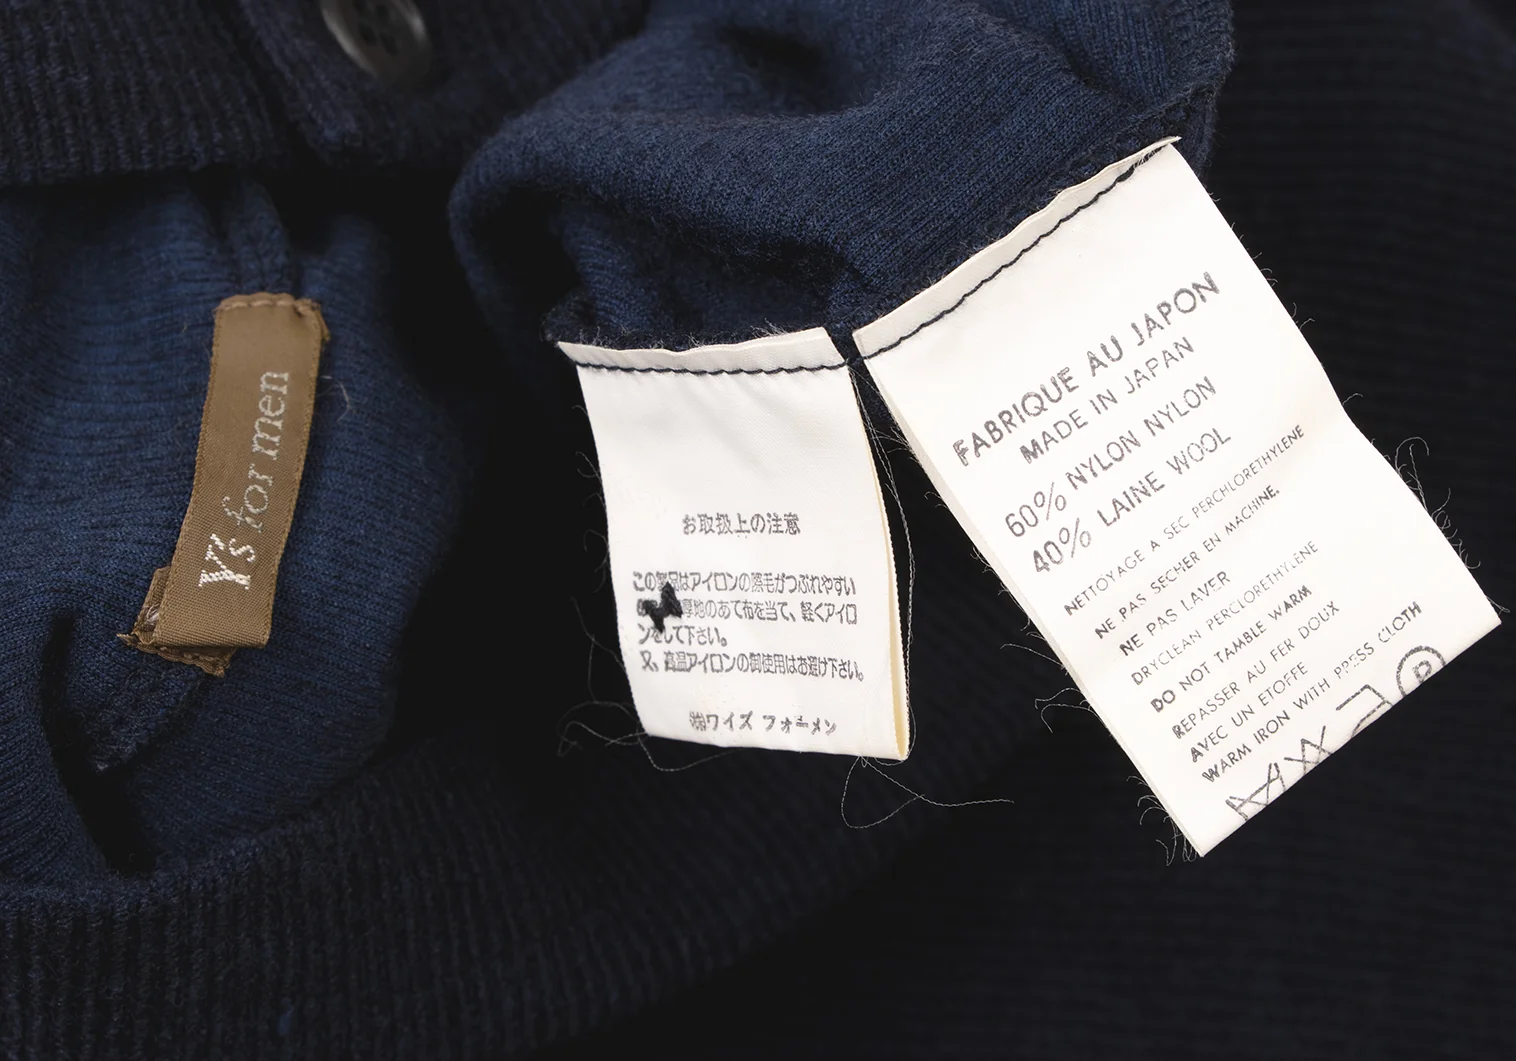 Y's for men
お取扱上の注意
この製品はアイロンの際毛がつぶれやすい
厚地のあて布を当て、軽くアイロ
ンをして下さい。
又、高温アイロンの御使用はお避け下さい。
㈱ワイズ フォーメン
FABRIQUE AU JAPON
MADE IN JAPAN
60% NYLON NYLON
40% LAINE WOOL
NETTOYAGE A SEC PERCHLORETHYLENE
NE PAS SECHER EN MACHINE.
NE PAS LAVER
DRYCLEAN PERCLORETHYLENE
DO NOT TAMBLE WARM
REPASSER AU FER DOUX
AVEC UN ETOFFE
WARM IRON WITH PRESS CLOTH
P